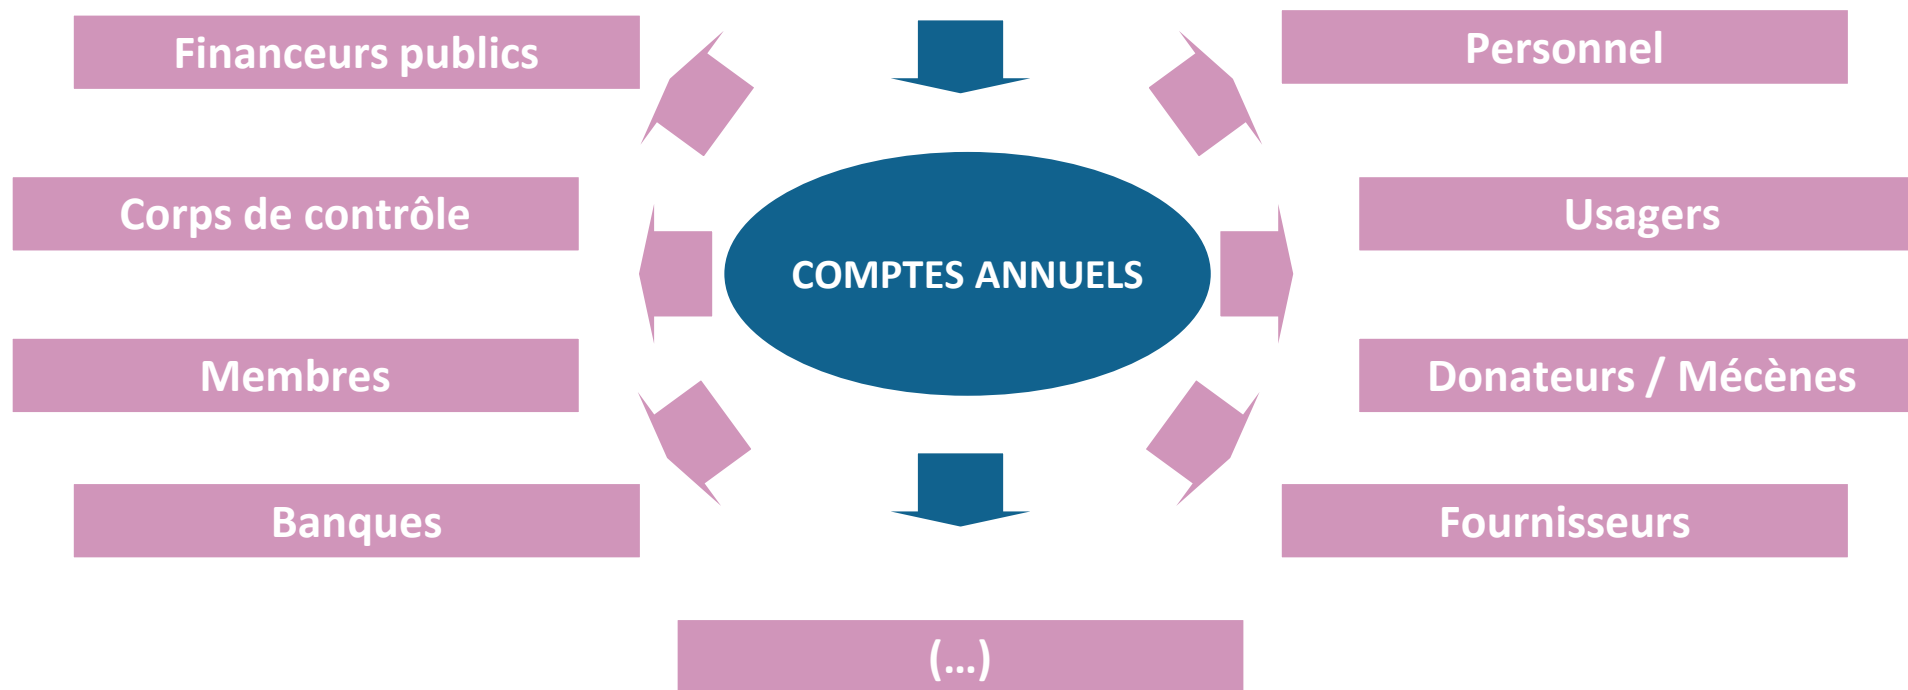 Financeurs publics
Personnel
Corps de contrôle
Usagers
COMPTES ANNUELS
Membres
Donateurs / Mécènes
Banques
Fournisseurs
(…)